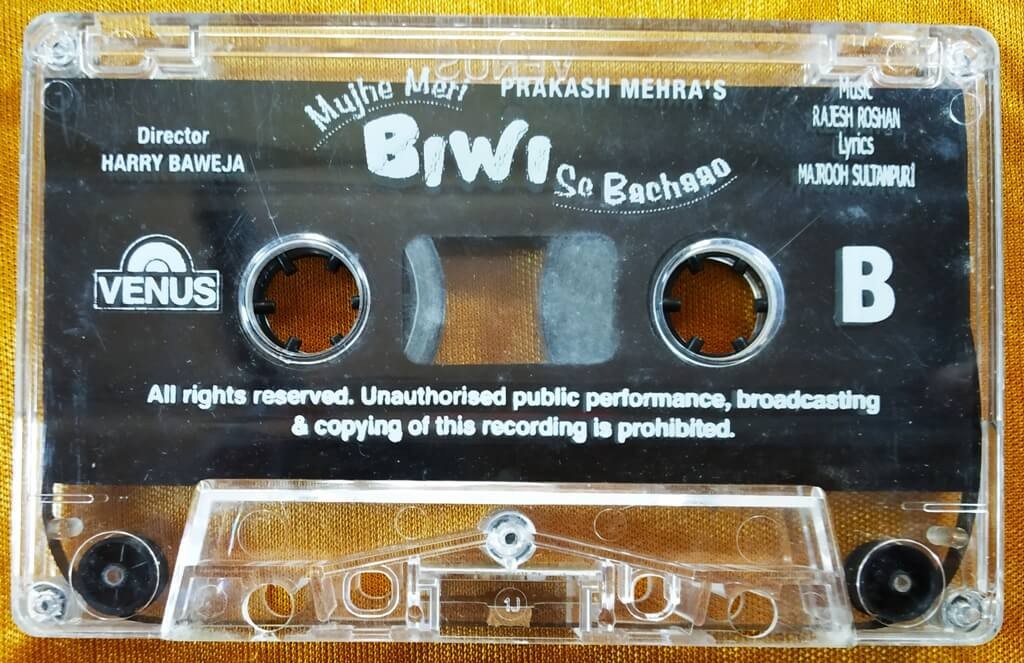 PRAKASH MEHRA'S
Mujhe Meri
BIWI
Se Bachaao
Director
HARRY BAWEJA
Music
RAJESH ROSHAN
Lyrics
MAJROOH SULTANPURI
VENUS
B
All rights reserved. Unauthorised public performance, broadcasting
& copying of this recording is prohibited.